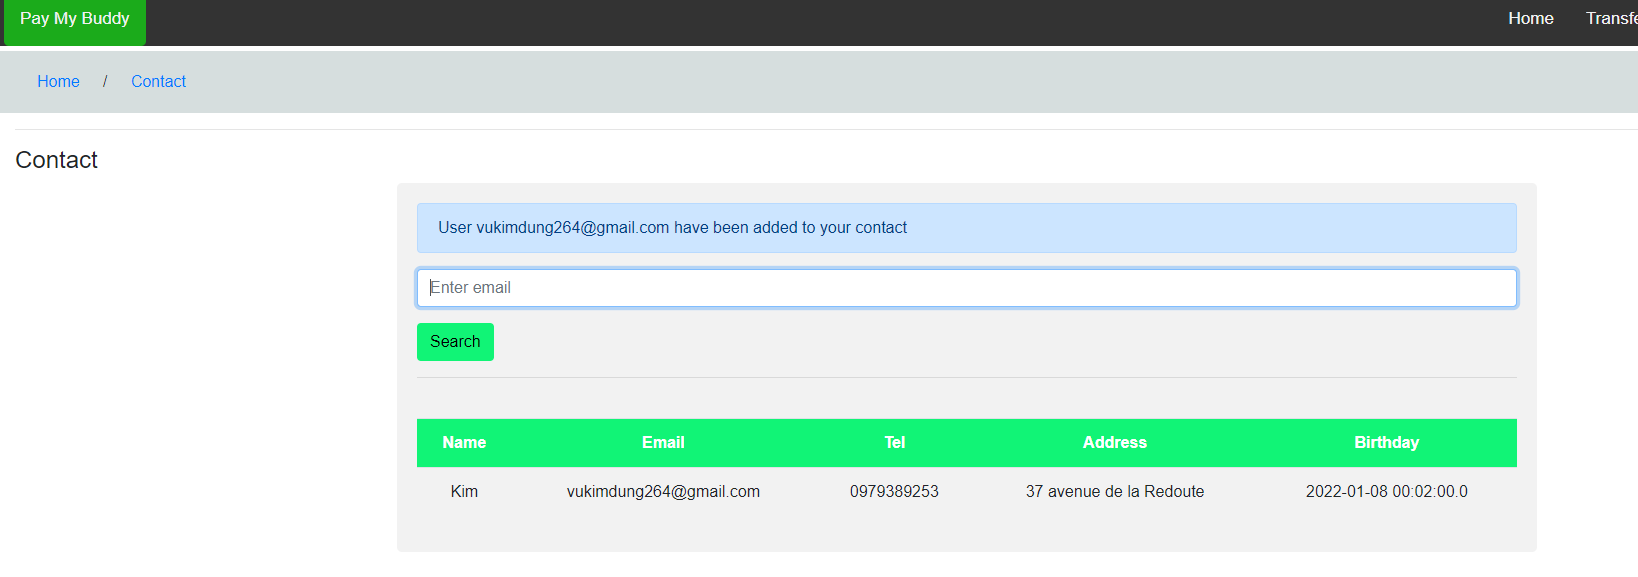 Pay My Buddy Home Transfe
Home / Contact
Contact
User vukimdung264@gmail.com have been added to your contact
Enter email
Search
Name Email Tel Address Birthday
Kim vukimdung264@gmail.com 0979389253 37 avenue de la Redoute 2022-01-08 00:02:00.0